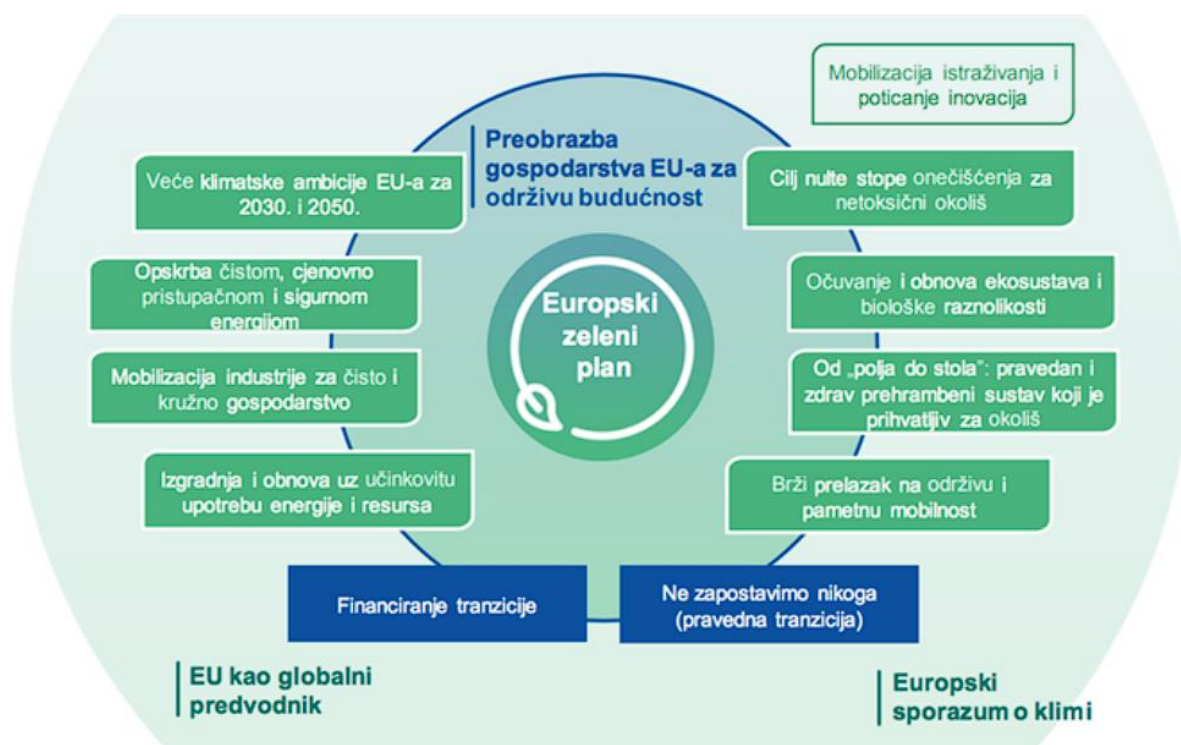 Mobilizacija istraživanja i
poticanje inovacija
Preobrazba
gospodarstva EU-a za
održivu budućnost
Veće klimatske ambicije EU-a za
2030. i 2050.
Cilj nulte stope onečišćenja za
netoksični okoliš
Opskrba čistom, cjenovno
pristupačnom i sigurnom
energijom
Očuvanje i obnova ekosustava i
biološke raznolikosti
Europski
zeleni
plan
Mobilizacija industrije za čisto i
kružno gospodarstvo
Od „polja do stola": pravedan i
zdrav prehrambeni sustav koji je
prihvatljiv za okoliš
Izgradnja i obnova uz učinkovitu
upotrebu energije i resursa
Brži prelazak na održivu i
pametnu mobilnost
Financiranje tranzicije
Ne zapostavimo nikoga
(pravedna tranzicija)
EU kao globalni
predvodnik
Europski
sporazum o klimi